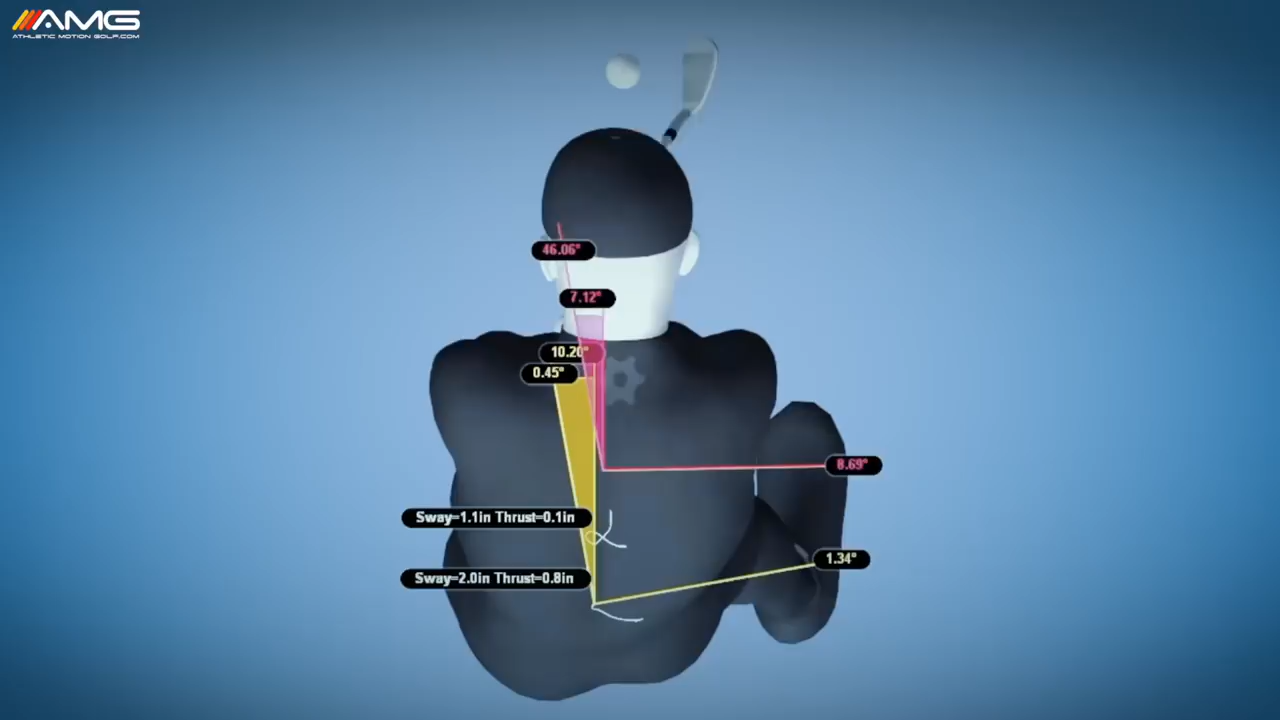 AMG
ATHLETIC MOTION GOLF.COM
46.06°
7.12°
10.20°
0.45°
8.69°
Sway=1.1in Thrust=0.1in
1.34°
Sway=2.0in Thrust=0.8in